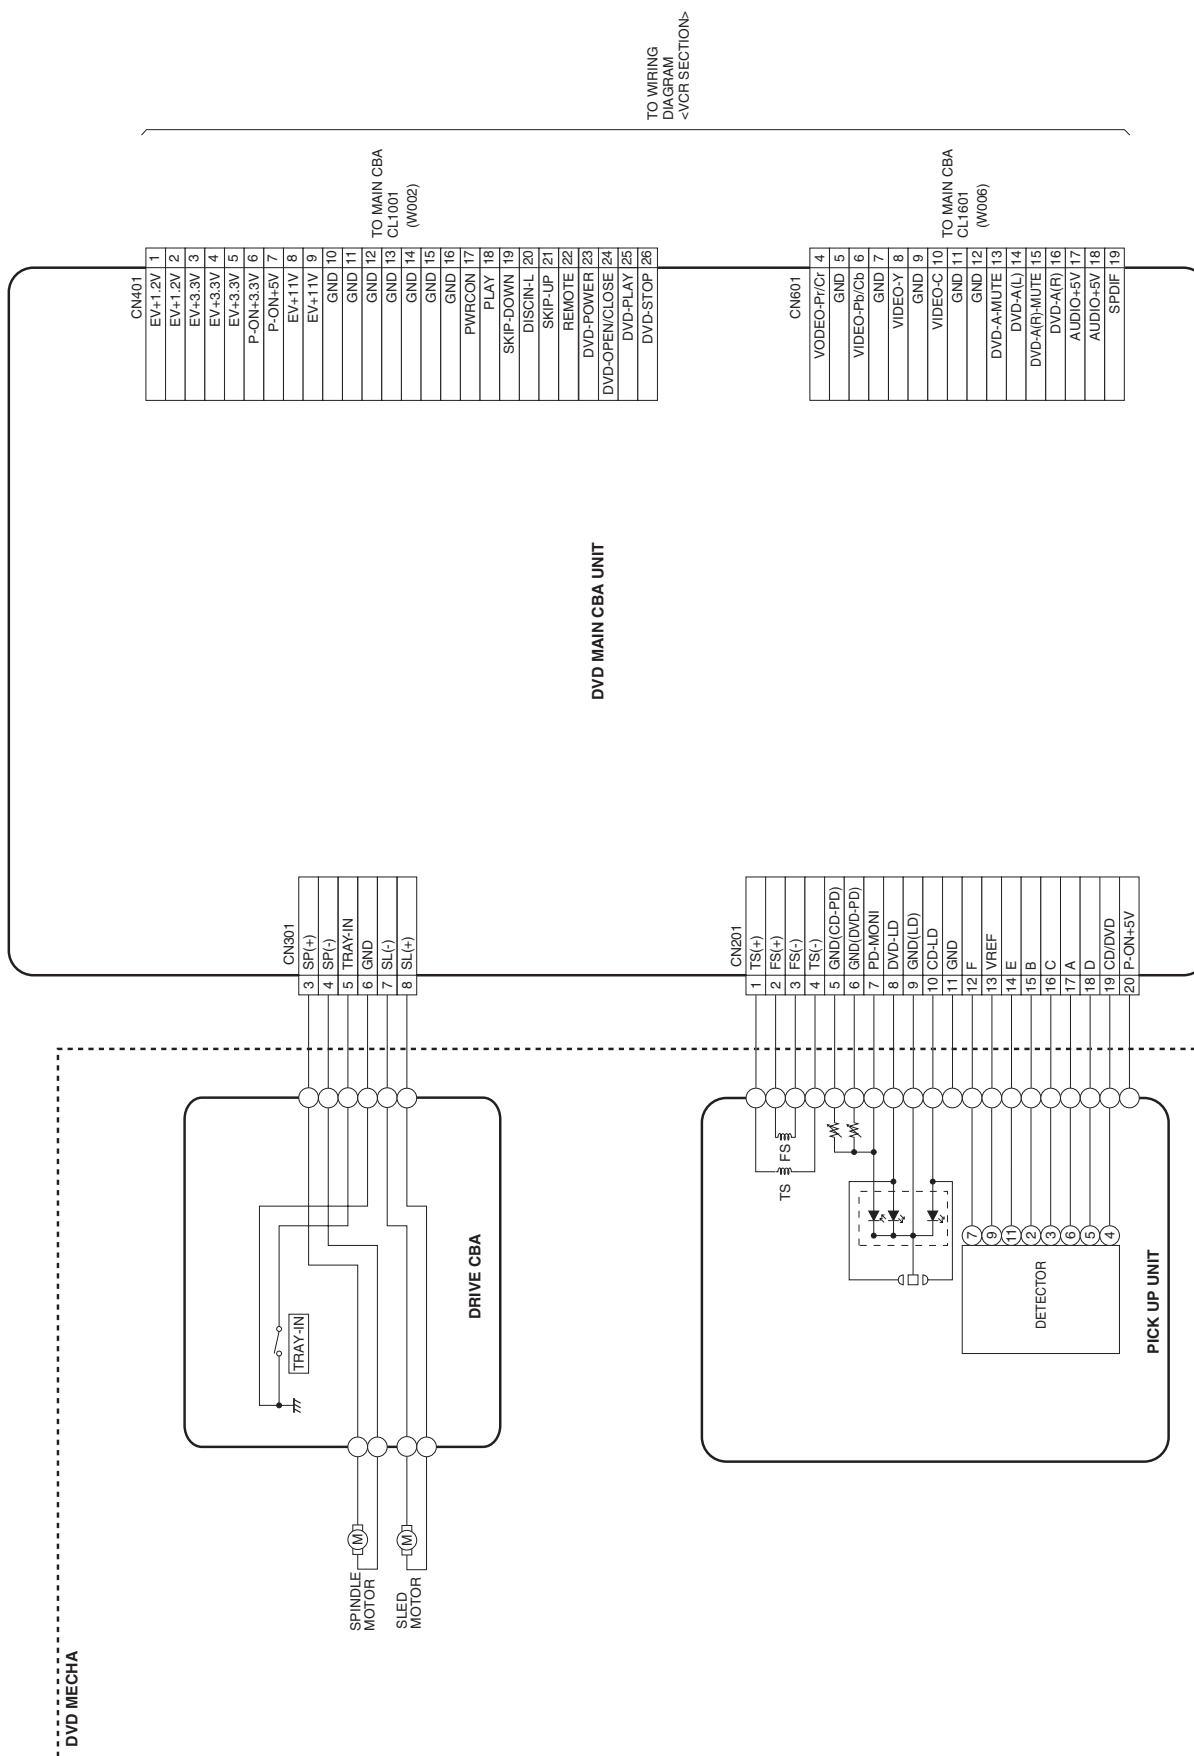 TO WIRING
DIAGRAM
<VCR SECTION>
TO MAIN CBA
CL1001
(W002)
TO MAIN CBA
CL1601
(W006)
CN401
EV+1.2V 1
EV+1.2V 2
EV+3.3V 3
EV+3.3V 4
EV+3.3V 5
P-ON+3.3V 6
P-ON+5V 7
EV+11V 8
EV+11V 9
GND 10
GND 11
GND 12
GND 13
GND 14
GND 15
GND 16
PWRCON 17
PLAY 18
SKIP-DOWN 19
DISCIN-L 20
SKIP-UP 21
REMOTE 22
DVD-POWER 23
DVD-OPEN/CLOSE 24
DVD-PLAY 25
DVD-STOP 26
CN601
VODEO-Pr/Cr 4
GND 5
VIDEO-Pb/Cb 6
GND 7
VIDEO-Y 8
GND 9
VIDEO-C 10
GND 11
GND 12
DVD-A-MUTE 13
DVD-A(L) 14
DVD-A(R)-MUTE 15
DVD-A(R) 16
AUDIO+5V 17
AUDIO+5V 18
SPDIF 19
DVD MAIN CBA UNIT
CN301
3 SP(+)
4 SP(-)
5 TRAY-IN
6 GND
7 SL(-)
8 SL(+)
CN201
1 TS(+)
2 FS(+)
3 FS(-)
4 TS(-)
5 GND(CD-PD)
6 GND(DVD-PD)
7 PD-MONI
8 DVD-LD
9 GND(LD)
10 CD-LD
11 GND
12 F
13 VREF
14 E
15 B
16 C
17 A
18 D
19 CD/DVD
20 P-ON+5V
TRAY-IN
DRIVE CBA
FS
TS
7
9
11
2
3
6
5
4
DETECTOR
PICK UP UNIT
M
SPINDLE
MOTOR
M
SLED
MOTOR
DVD MECHA